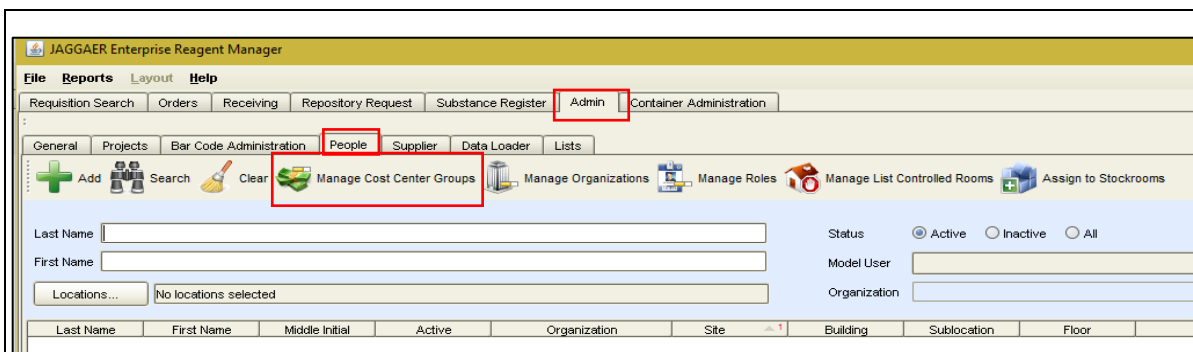 JAGGAER Enterprise Reagent Manager
File Reports Layout Help
Requisition Search Orders Receiving Repository Request Substance Register Admin Container Administration
General Projects Bar Code Administration People Supplier Data Loader Lists
Add Search Clear Manage Cost Center Groups Manage Organizations Manage Roles Manage List Controlled Rooms Assign to Stockrooms
Last Name Status Active Inactive All
First Name Model User
Locations... No locations selected Organization
Last Name First Name Middle Initial Active Organization Site 1 Building Sublocation Floor